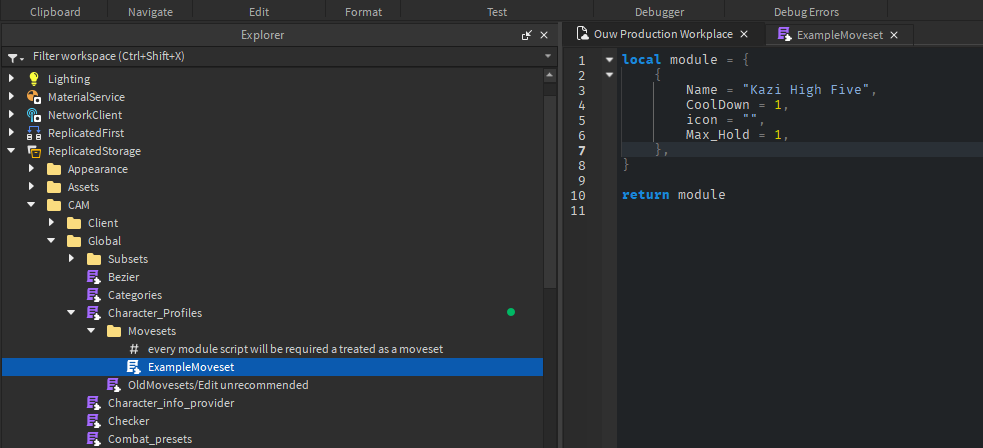 Clipboard Navigate Edit Format Test Debugger Debug Errors
Explorer
Filter workspace (Ctrl+Shift+X)
Lighting
MaterialService
NetworkClient
ReplicatedFirst
ReplicatedStorage
Appearance
Assets
CAM
Client
Global
Subsets
Bezier
Categories
Character_Profiles
Movesets
# every module script will be required a treated as a moveset
ExampleMoveset
OldMovesets/Edit unrecommended
Character_info_provider
Checker
Combat_presets
Ouw Production Workplace × ExampleMoveset ×
1 local module = {
2 {
3 Name = "Kazi High Five",
4 CoolDown = 1,
5 icon = "",
6 Max_Hold = 1,
7 },
8 }
9
10 return module
11